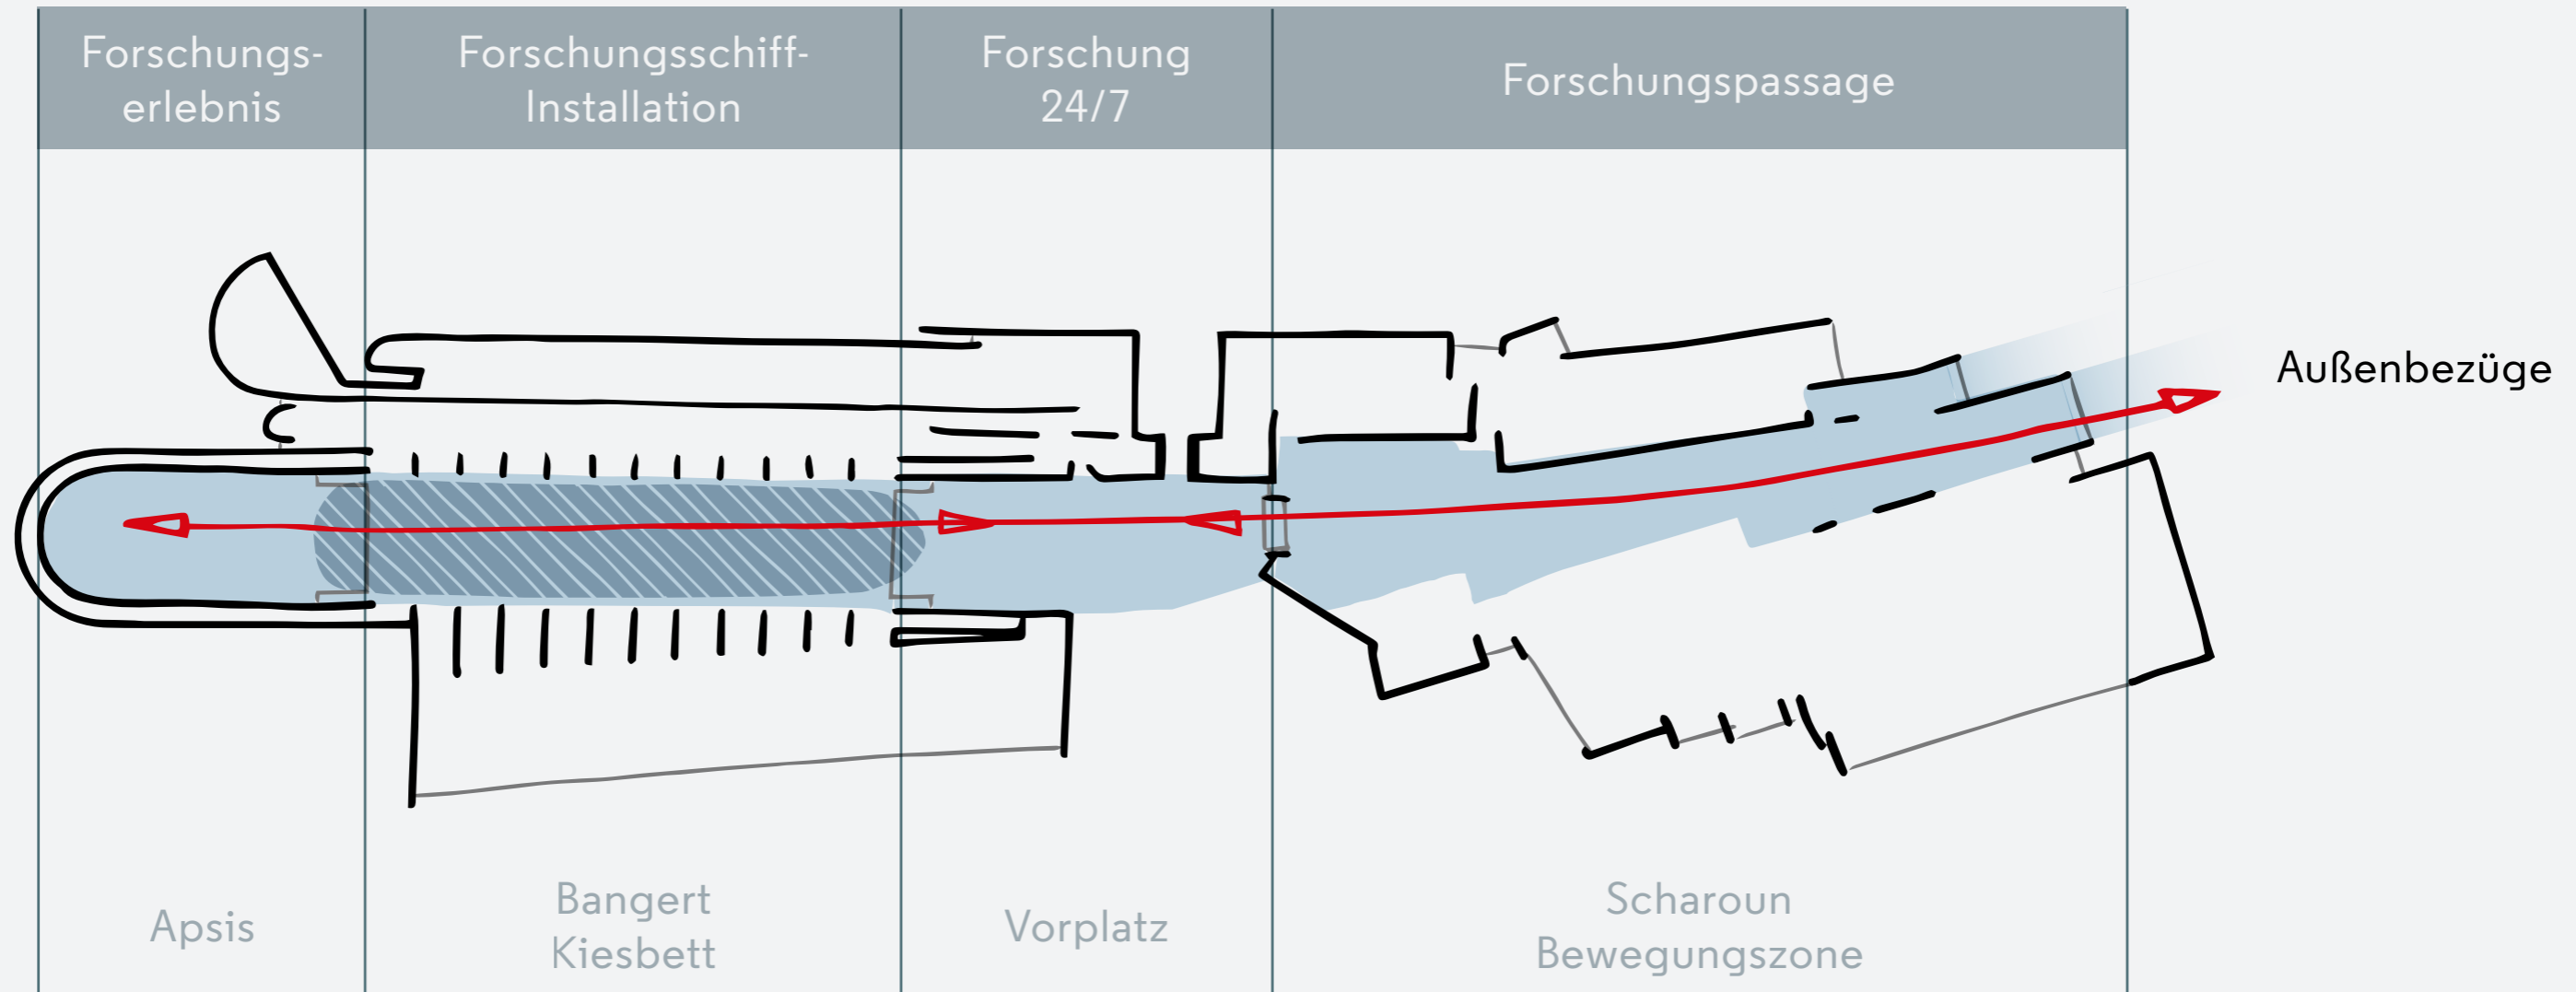 Forschungs-
erlebnis
Forschungsschiff-
Installation
Forschung
24/7
Forschungspassage
Außenbezüge
Apsis
Bangert
Kiesbett
Vorplatz
Scharoun
Bewegungszone